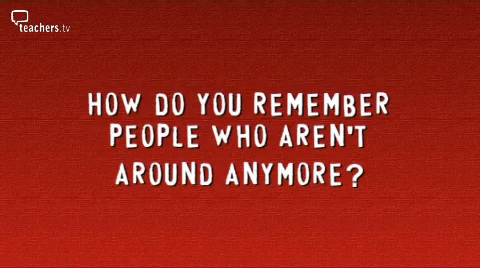 teachers.tv
HOW DO YOU REMEMBER
PEOPLE WHO AREN'T
AROUND ANYMORE?